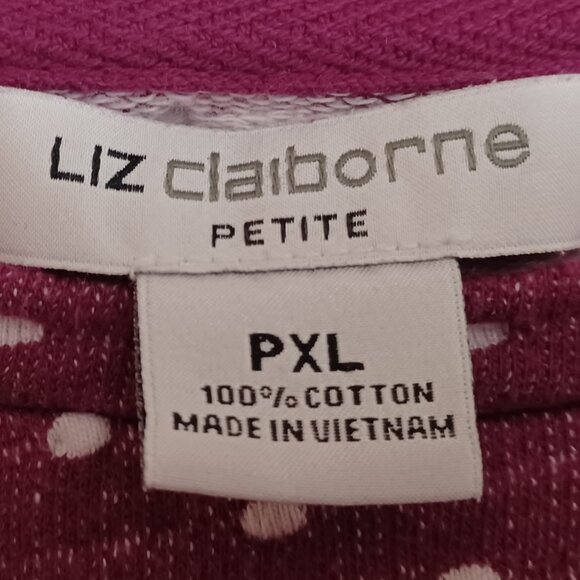 LIZ claiborne
PETITE
PXL
100% COTTON
MADE IN VIETNAM